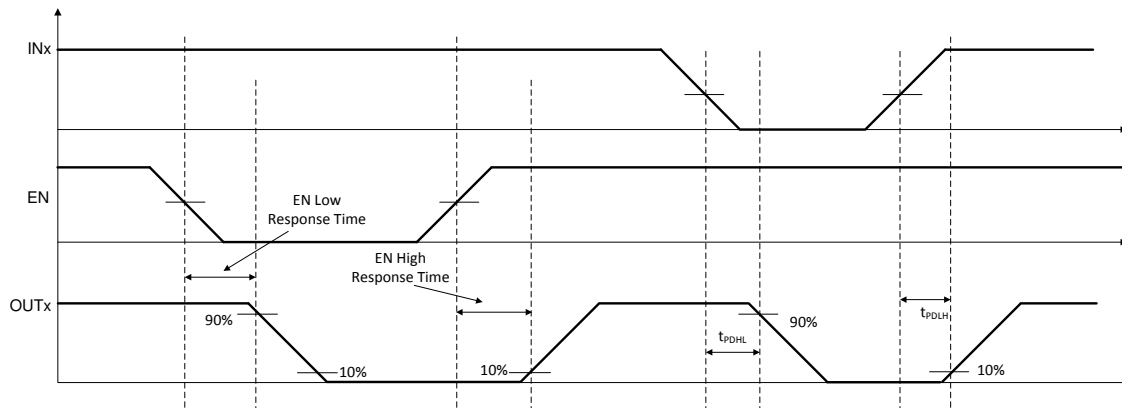 INx
EN
EN Low
Response Time
EN High
Response Time
OUTx
90%
10%
10%
tPDHL
90%
tPDLH
10%